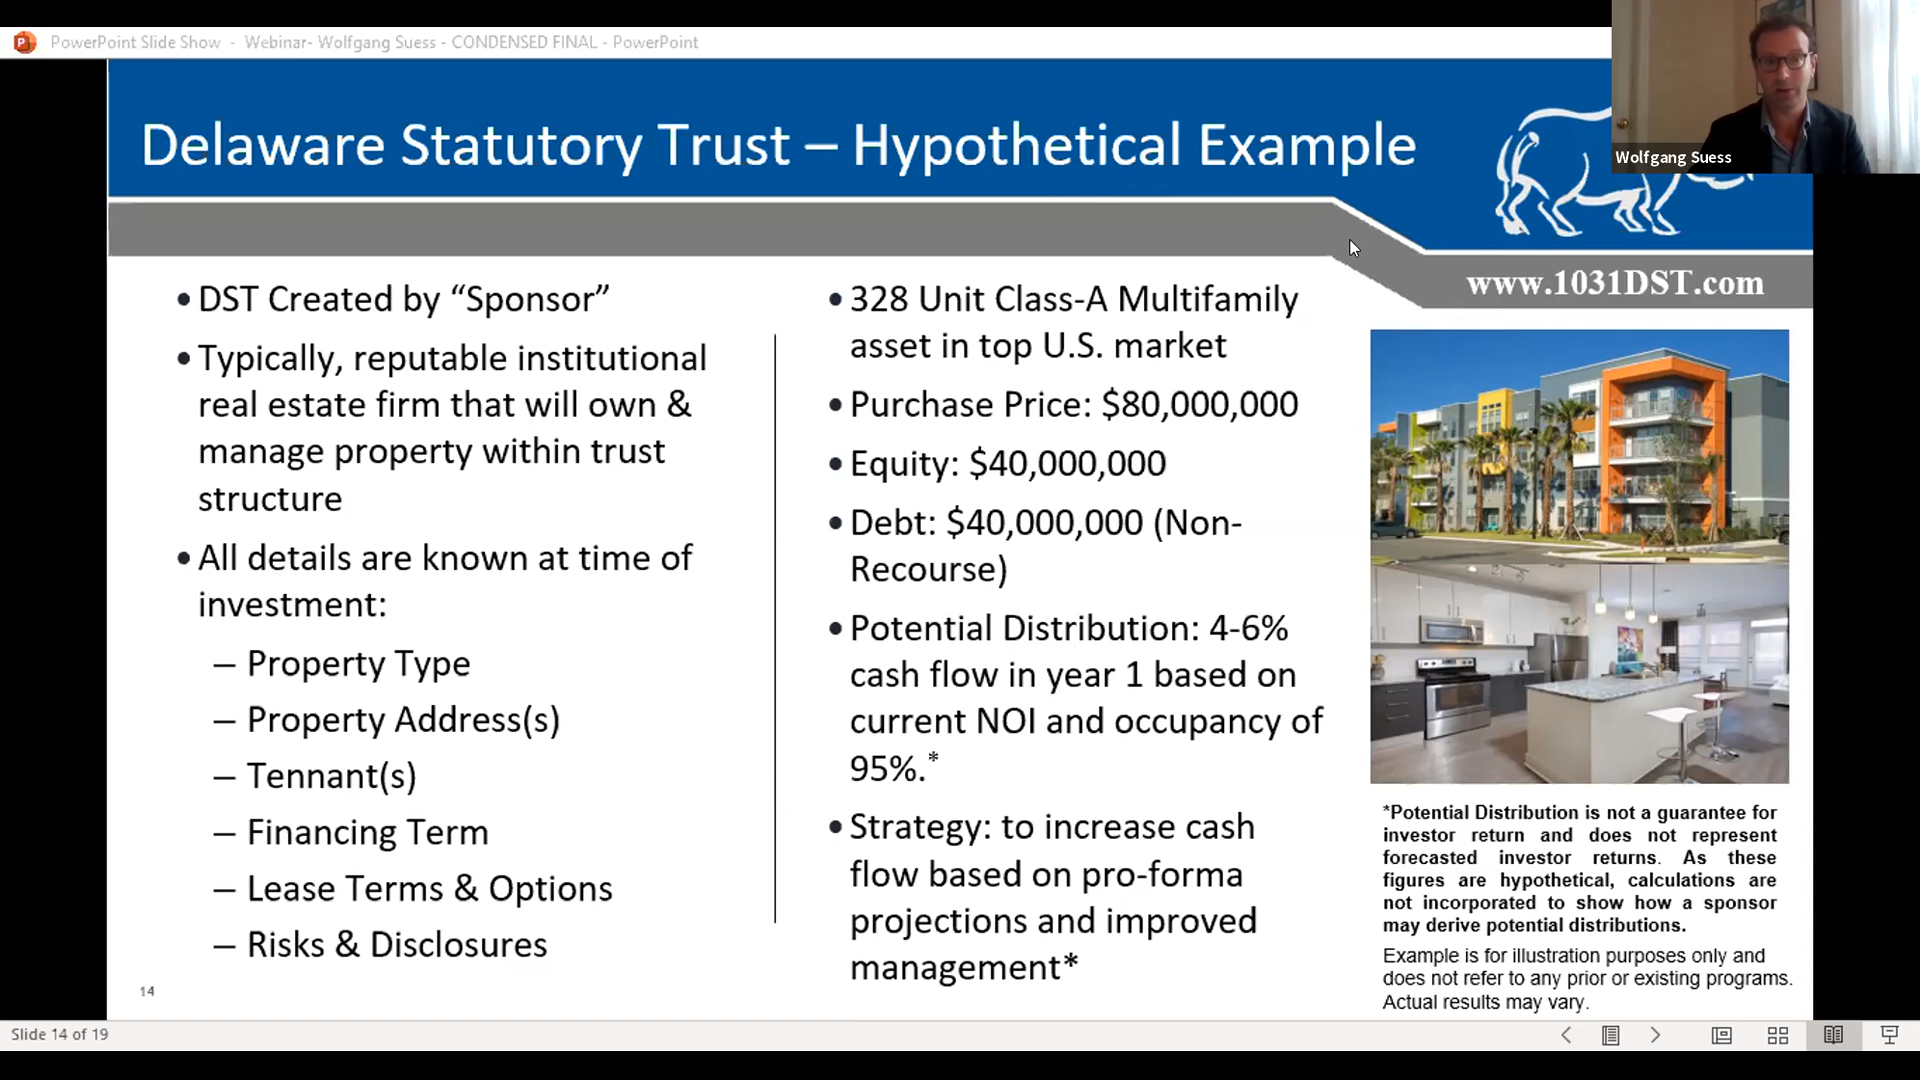 PowerPoint Slide Show - Webinar- Wolfgang Suess - CONDENSED FINAL - PowerPoint
Wolfgang Suess
Delaware Statutory Trust – Hypothetical Example
www.1031DST.com
• DST Created by “Sponsor”
• Typically, reputable institutional
real estate firm that will own &
manage property within trust
structure
• All details are known at time of
investment:
– Property Type
– Property Address(s)
– Tennant(s)
– Financing Term
– Lease Terms & Options
– Risks & Disclosures
• 328 Unit Class-A Multifamily
asset in top U.S. market
• Purchase Price: $80,000,000
• Equity: $40,000,000
• Debt: $40,000,000 (Non-
Recourse)
• Potential Distribution: 4-6%
cash flow in year 1 based on
current NOI and occupancy of
95%.*
• Strategy: to increase cash
flow based on pro-forma
projections and improved
management*
*Potential Distribution is not a guarantee for
investor return and does not represent
forecasted investor returns. As these
figures are hypothetical, calculations are
not incorporated to show how a sponsor
may derive potential distributions.
Example is for illustration purposes only and
does not refer to any prior or existing programs.
Actual results may vary.
14
Slide 14 of 19